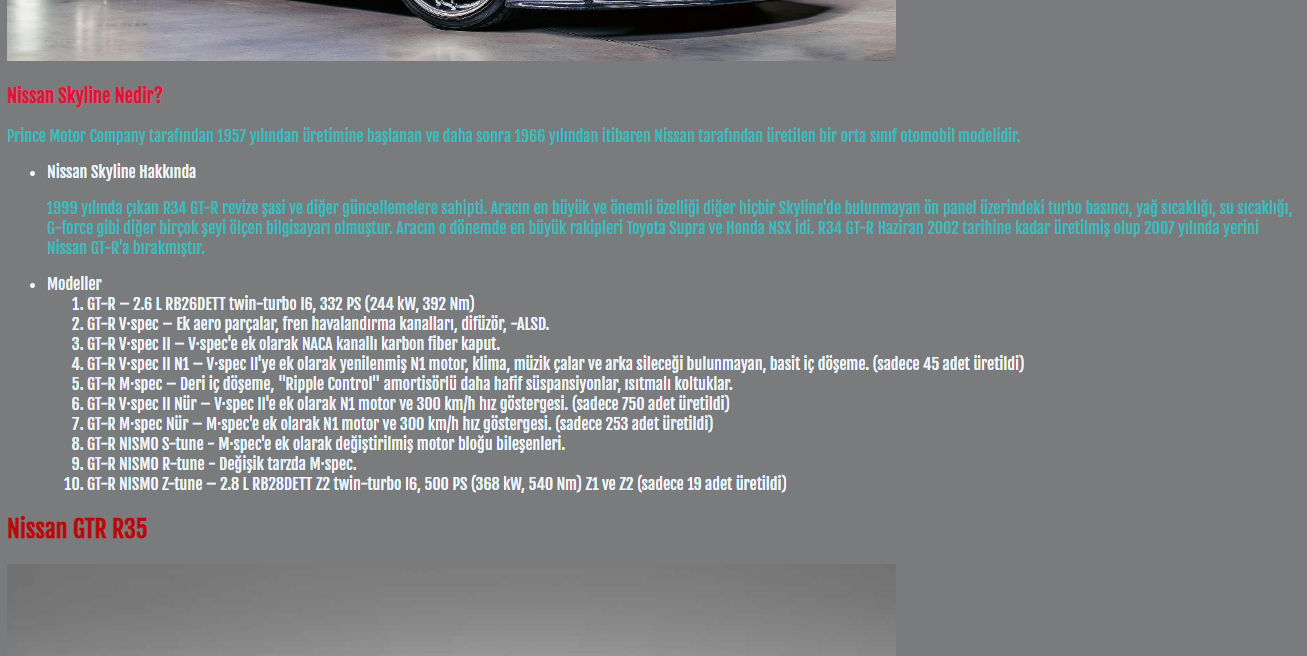 Nissan Skyline Nedir?
Prince Motor Company tarafından 1957 yılından üretimine başlanan ve daha sonra 1966 yılından itibaren Nissan tarafından üretilen bir orta sınıf otomobil modelidir.
• Nissan Skyline Hakkında
1999 yılında çıkan R34 GT-R revize şasi ve diğer güncellemelere sahipti. Aracın en büyük ve önemli özelliği diğer hiçbir Skyline'de bulunmayan ön panel üzerindeki turbo basıncı, yağ sıcaklığı, su sıcaklığı,
G-force gibi diğer birçok şeyi ölçen bilgisayarı olmuştur. Aracın o dönemde en büyük rakipleri Toyota Supra ve Honda NSX idi. R34 GT-R Haziran 2002 tarihine kadar üretilmiş olup 2007 yılında yerini
Nissan GT-R'a bırakmıştır.
• Modeller
1. GT-R – 2.6 L RB26DETT twin-turbo I6, 332 PS (244 kW, 392 Nm)
2. GT-R V·spec – Ek aero parçalar, fren havalandırma kanalları, difüzör, -ALSD.
3. GT-R V·spec II – V·spec'e ek olarak NACA kanallı karbon fiber kaput.
4. GT-R V·spec II N1 – V·spec II'ye ek olarak yenilenmiş N1 motor, klima, müzik çalar ve arka sileceği bulunmayan, basit iç döşeme. (sadece 45 adet üretildi)
5. GT-R M·spec – Deri iç döşeme, "Ripple Control" amortisörlü daha hafif süspansiyonlar, ısıtmalı koltuklar.
6. GT-R V·spec II Nür – V·spec II'e ek olarak N1 motor ve 300 km/h hız göstergesi. (sadece 750 adet üretildi)
7. GT-R M·spec Nür – M·spec'e ek olarak N1 motor ve 300 km/h hız göstergesi. (sadece 253 adet üretildi)
8. GT-R NISMO S-tune - M·spec'e ek olarak değiştirilmiş motor bloğu bileşenleri.
9. GT-R NISMO R-tune - Değişik tarzda M·spec.
10. GT-R NISMO Z-tune – 2.8 L RB28DETT Z2 twin-turbo I6, 500 PS (368 kW, 540 Nm) Z1 ve Z2 (sadece 19 adet üretildi)
Nissan GTR R35